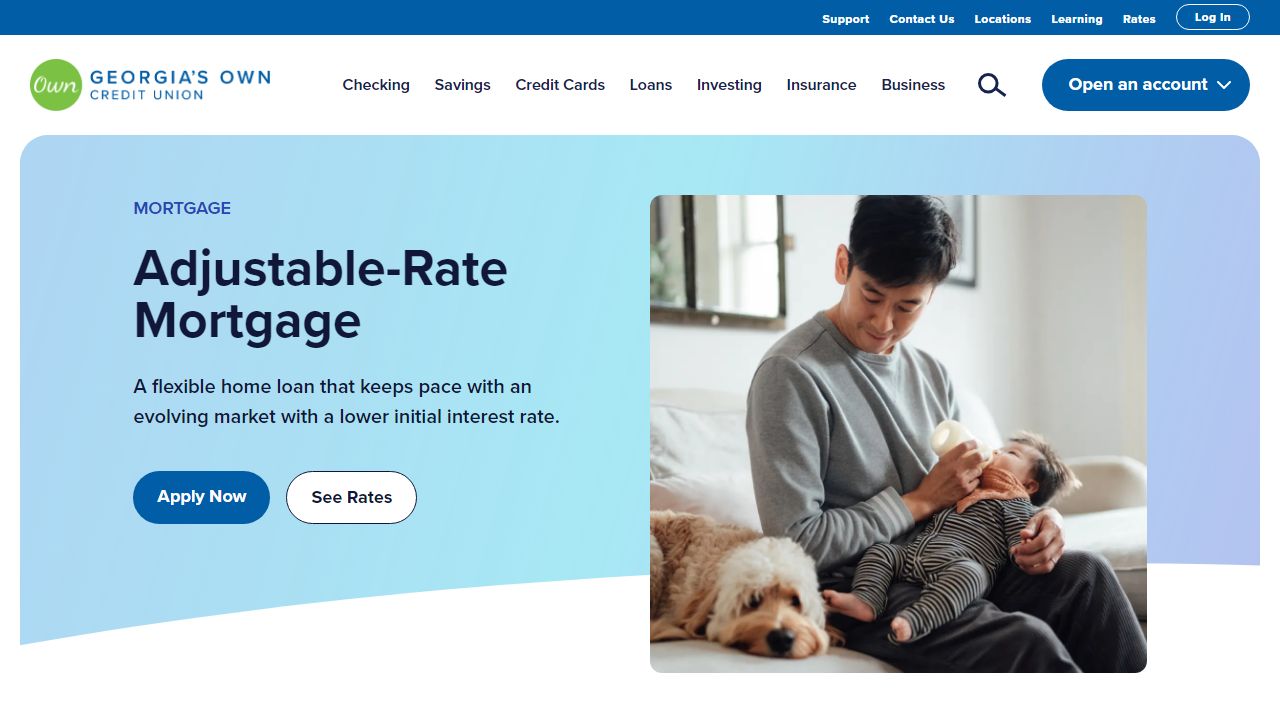 Support Contact Us Locations Learning Rates Log In
Own GEORGIA'S OWN
CREDIT UNION
Checking Savings Credit Cards Loans Investing Insurance Business Open an account
MORTGAGE
Adjustable-Rate
Mortgage
A flexible home loan that keeps pace with an
evolving market with a lower initial interest rate.
Apply Now See Rates